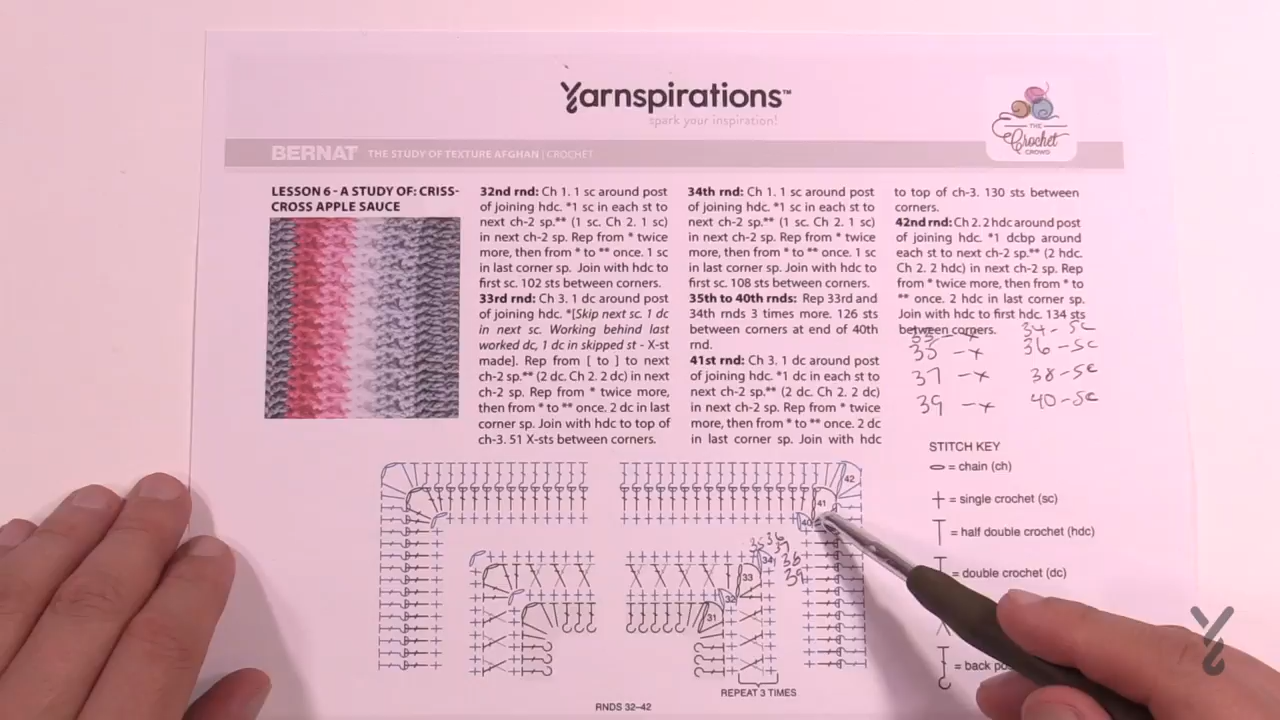 Yarnspirations™
spark your inspiration!
THE
Crochet
CROWD
BERNAT THE STUDY OF TEXTURE AFGHAN | CROCHET
LESSON 6 - A STUDY OF: CRISS-
CROSS APPLE SAUCE
32nd rnd: Ch 1. 1 sc around post
of joining hdc. *1 sc in each st to
next ch-2 sp.** (1 sc. Ch 2. 1 sc)
in next ch-2 sp. Rep from * twice
more, then from * to ** once. 1 sc
in last corner sp. Join with hdc to
first sc. 102 sts between corners.
33rd rnd: Ch 3. 1 dc around post
of joining hdc. *[Skip next sc. 1 dc
in next sc. Working behind last
worked dc, 1 dc in skipped st - X-st
made]. Rep from [ to ] to next
ch-2 sp.** (2 dc. Ch 2. 2 dc) in next
ch-2 sp. Rep from * twice more,
then from * to ** once. 2 dc in last
corner sp. Join with hdc to top of
ch-3. 51 X-sts between corners.
34th rnd: Ch 1. 1 sc around post
of joining hdc. *1 sc in each st to
next ch-2 sp.** (1 sc. Ch 2. 1 sc)
in next ch-2 sp. Rep from * twice
more, then from * to ** once. 1 sc
in last corner sp. Join with hdc to
first sc. 108 sts between corners.
35th to 40th rnds: Rep 33rd and
34th rnds 3 times more. 126 sts
between corners at end of 40th
rnd.
41st rnd: Ch 3. 1 dc around post
of joining hdc. *1 dc in each st to
next ch-2 sp.** (2 dc. Ch 2. 2 dc)
in next ch-2 sp. Rep from * twice
more, then from * to ** once. 2 dc
in last corner sp. Join with hdc
to top of ch-3. 130 sts between
corners.
42nd rnd: Ch 2. 2 hdc around post
of joining hdc. *1 dcbp around
each st to next ch-2 sp.** (2 hdc.
Ch 2. 2 hdc) in next ch-2 sp. Rep
from * twice more, then from * to
** once. 2 hdc in last corner sp.
Join with hdc to first hdc. 134 sts
between corners.
33 -x 34-sc
35 -x 36-sc
37 -x 38-sc
39 -x 40-sc
STITCH KEY
= chain (ch)
= single crochet (sc)
= half double crochet (hdc)
= double crochet (dc)
= back po
42
41
40
35 36
37
34 38
33 39
32
31
REPEAT 3 TIMES
RNDS 32–42